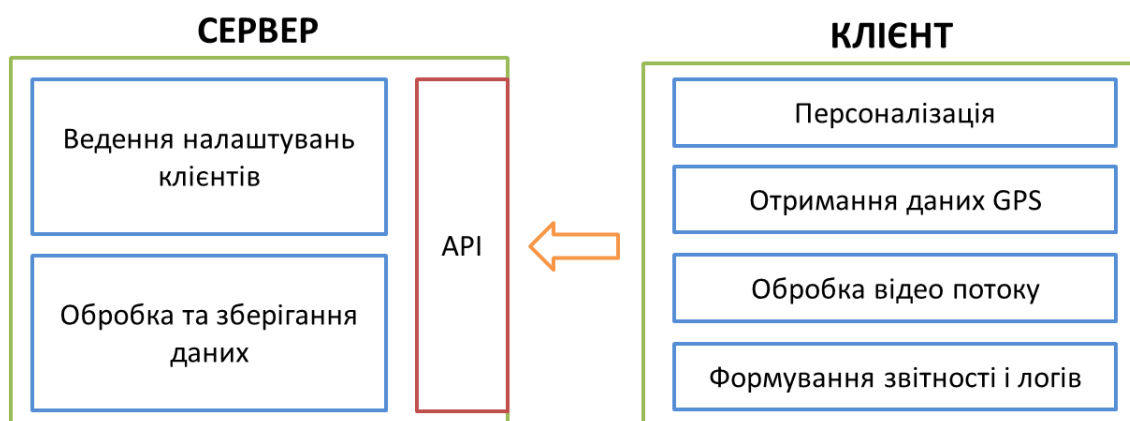 СЕРВЕР
Ведення налаштувань
клієнтів
Обробка та зберігання
даних
API
КЛІЄНТ
Персоналізація
Отримання даних GPS
Обробка відео потоку
Формування звітності і логів